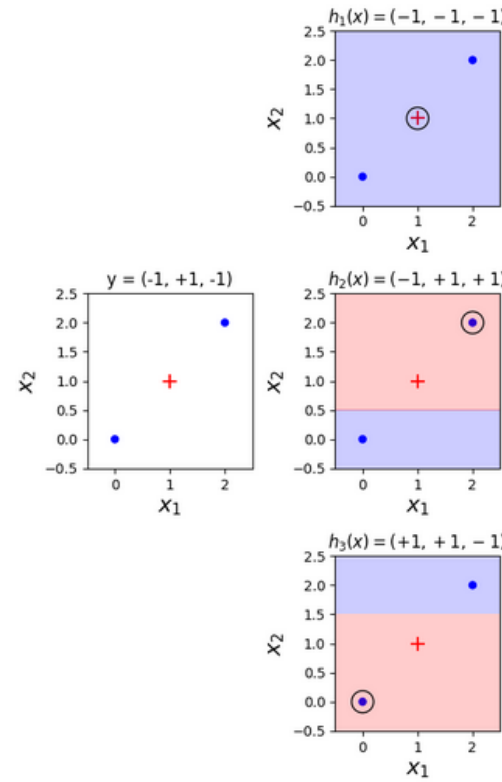 h₁(x) = (−1, −1, −1)
2.5
2.0
1.5
x₂
1.0
0.5
0.0
−0.5
0 1 2
x₁
y = (-1, +1, -1)
2.5
2.0
1.5
x₂
1.0
0.5
0.0
−0.5
0 1 2
x₁
h₂(x) = (−1, +1, +1)
2.5
2.0
1.5
x₂
1.0
0.5
0.0
−0.5
0 1 2
x₁
h₃(x) = (+1, +1, −1)
2.5
2.0
1.5
x₂
1.0
0.5
0.0
−0.5
0 1 2
x₁